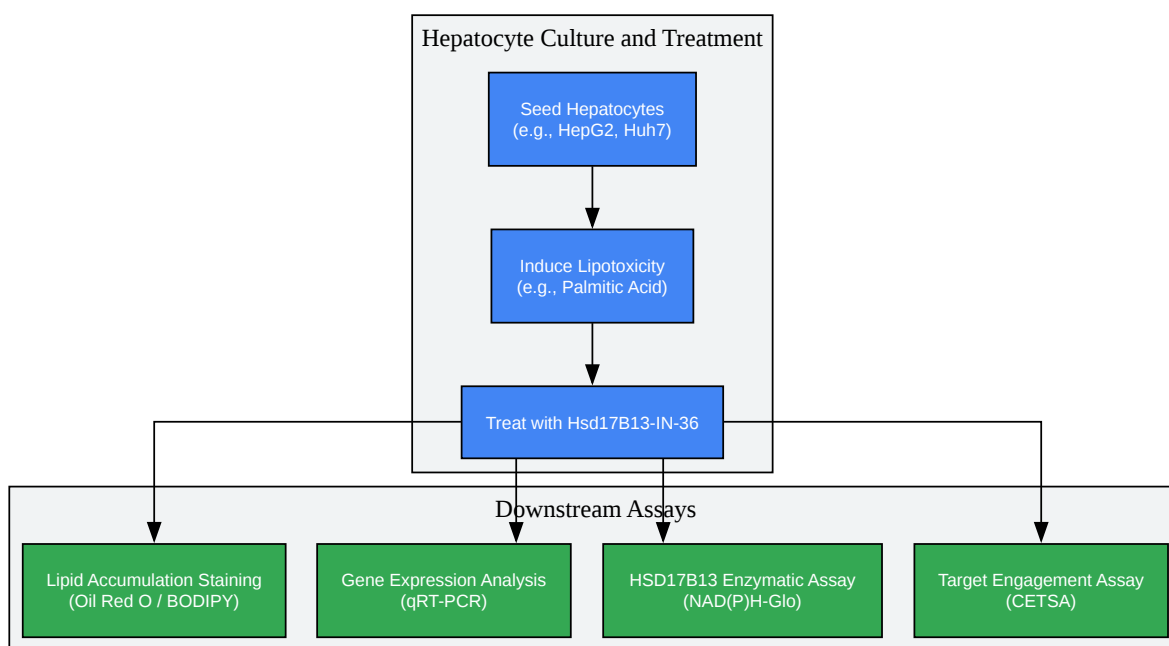 Hepatocyte Culture and Treatment
Seed Hepatocytes
(e.g., HepG2, Huh7)
Induce Lipotoxicity
(e.g., Palmitic Acid)
Treat with Hsd17B13-IN-36
Downstream Assays
Lipid Accumulation Staining
(Oil Red O / BODIPY)
Gene Expression Analysis
(qRT-PCR)
HSD17B13 Enzymatic Assay
(NAD(P)H-Glo)
Target Engagement Assay
(CETSA)